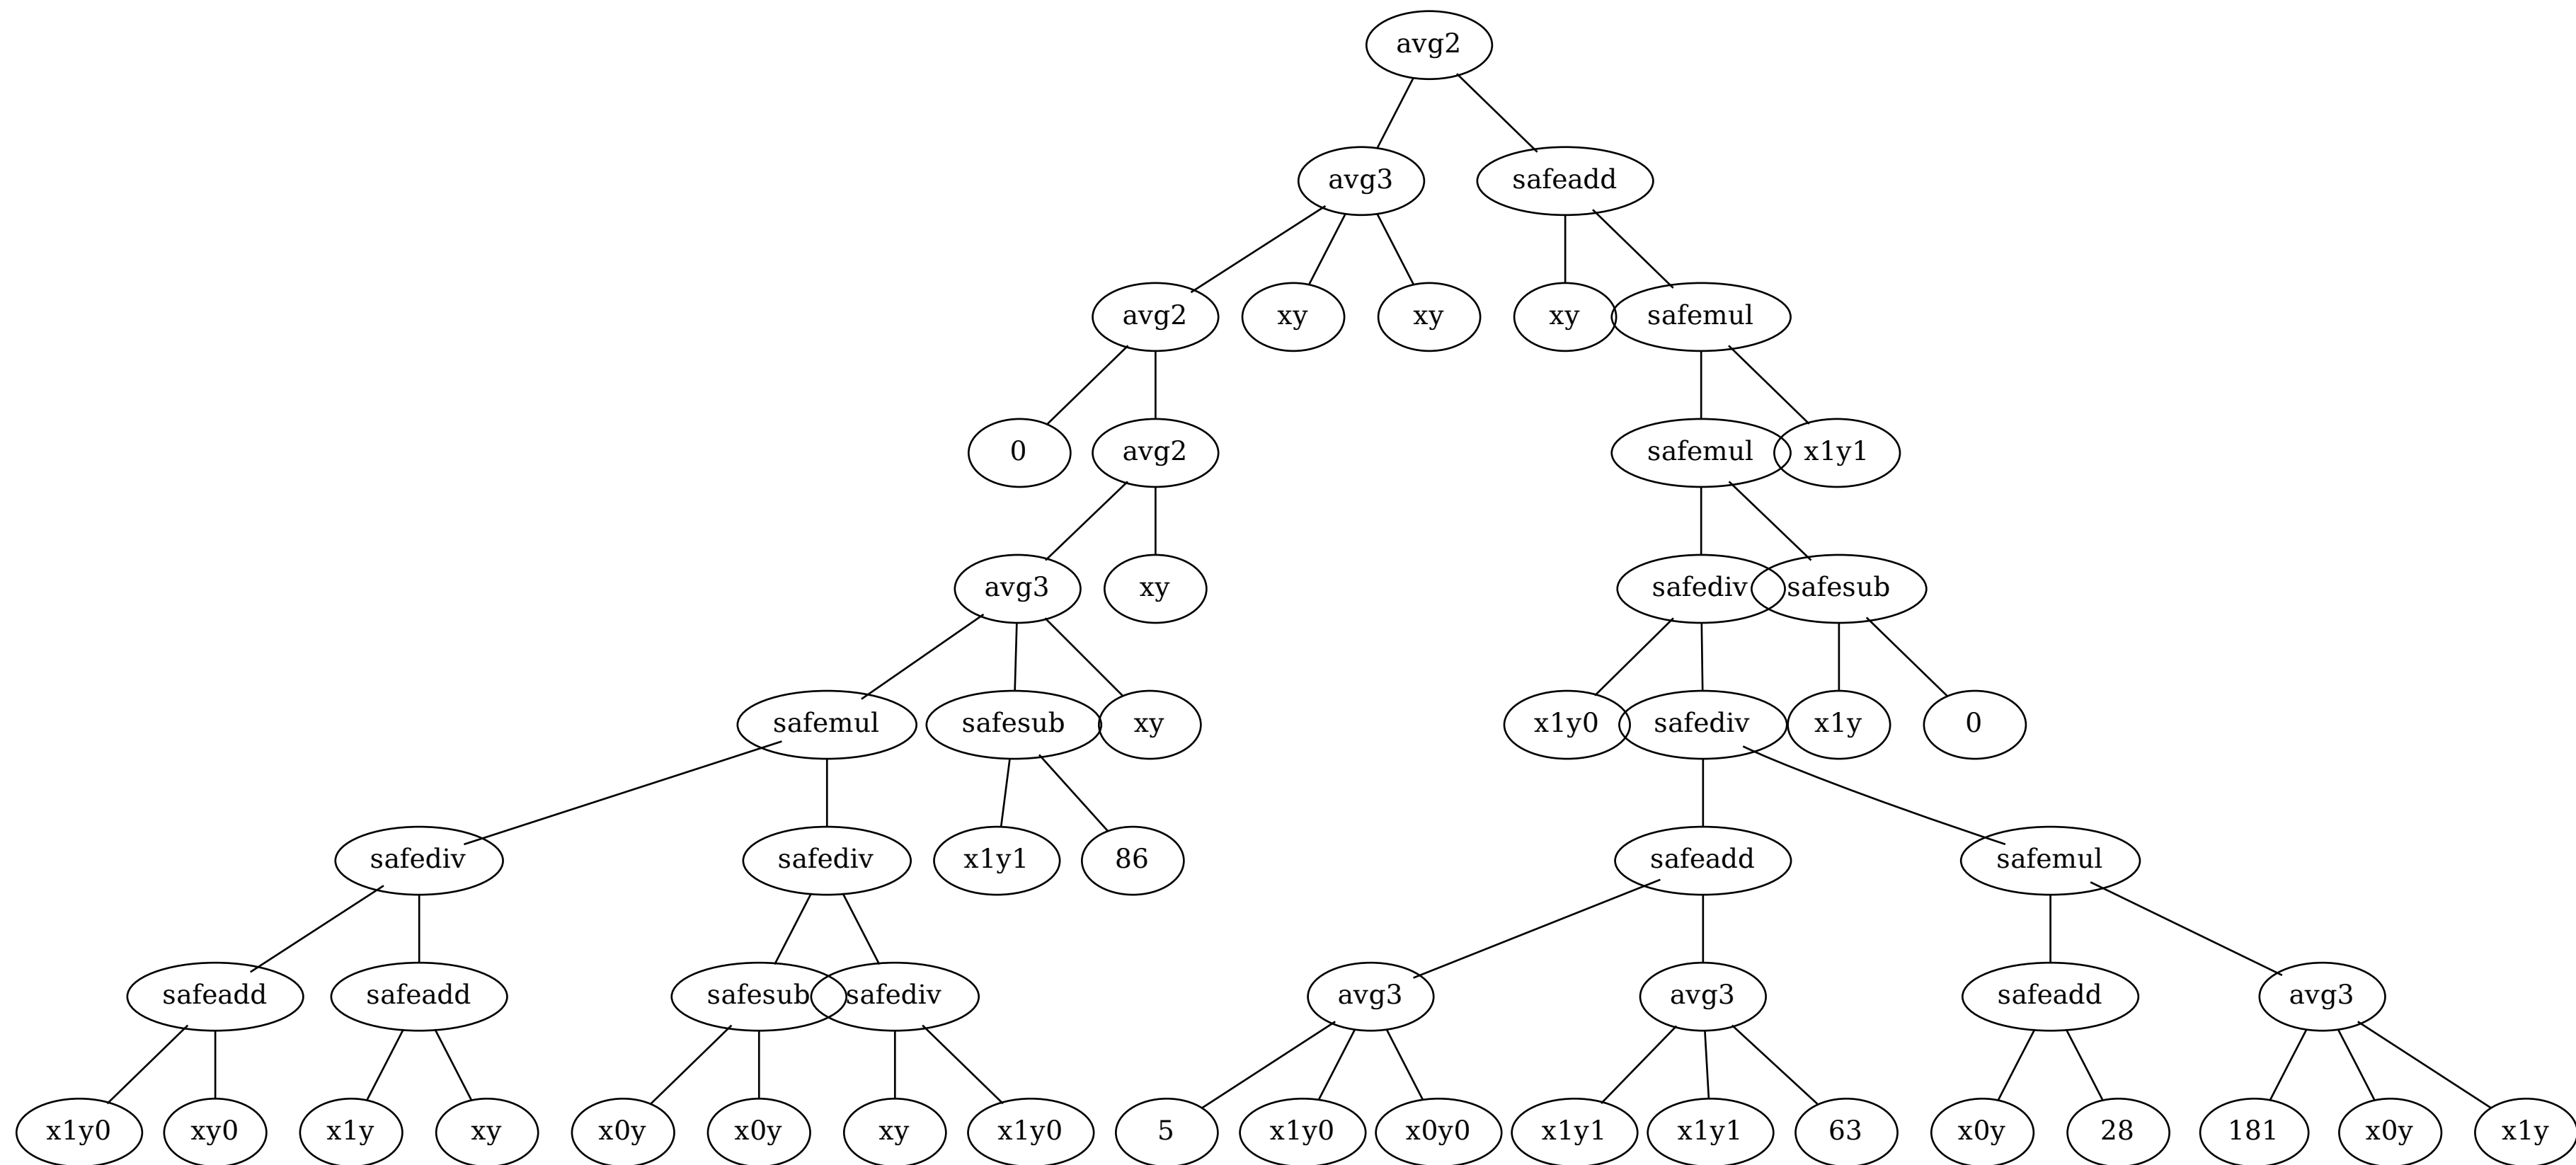 avg2
avg3 safeadd
avg2 xy xy xy safemul
0 avg2 safemul x1y1
avg3 xy safediv safesub
safemul safesub xy x1y0 safediv x1y 0
safediv safediv x1y1 86 safeadd safemul
safeadd safeadd safesub safediv avg3 avg3 safeadd avg3
x1y0 xy0 x1y xy x0y x0y xy x1y0 5 x1y0 x0y0 x1y1 x1y1 63 x0y 28 181 x0y x1y